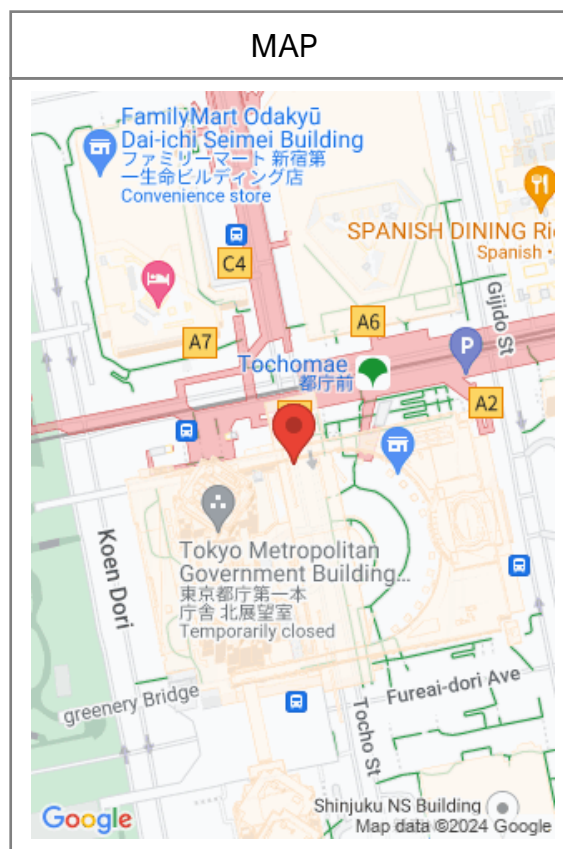 MAP
FamilyMart Odakyū
Dai-ichi Seimei Building
ファミリーマート 新宿第
一生命ビルディング店
Convenience store
SPANISH DINING
Spanish •
C4
Gijido St
A6
A7
P
Tochomae
都庁前
A2
Koen Dori
Tokyo Metropolitan
Government Building...
東京都庁第一本
庁舎 北展望室
Temporarily closed
greenery Bridge
Fureai-dori Ave
Tocho St
Shinjuku NS Building
Google
Map data ©2024 Google